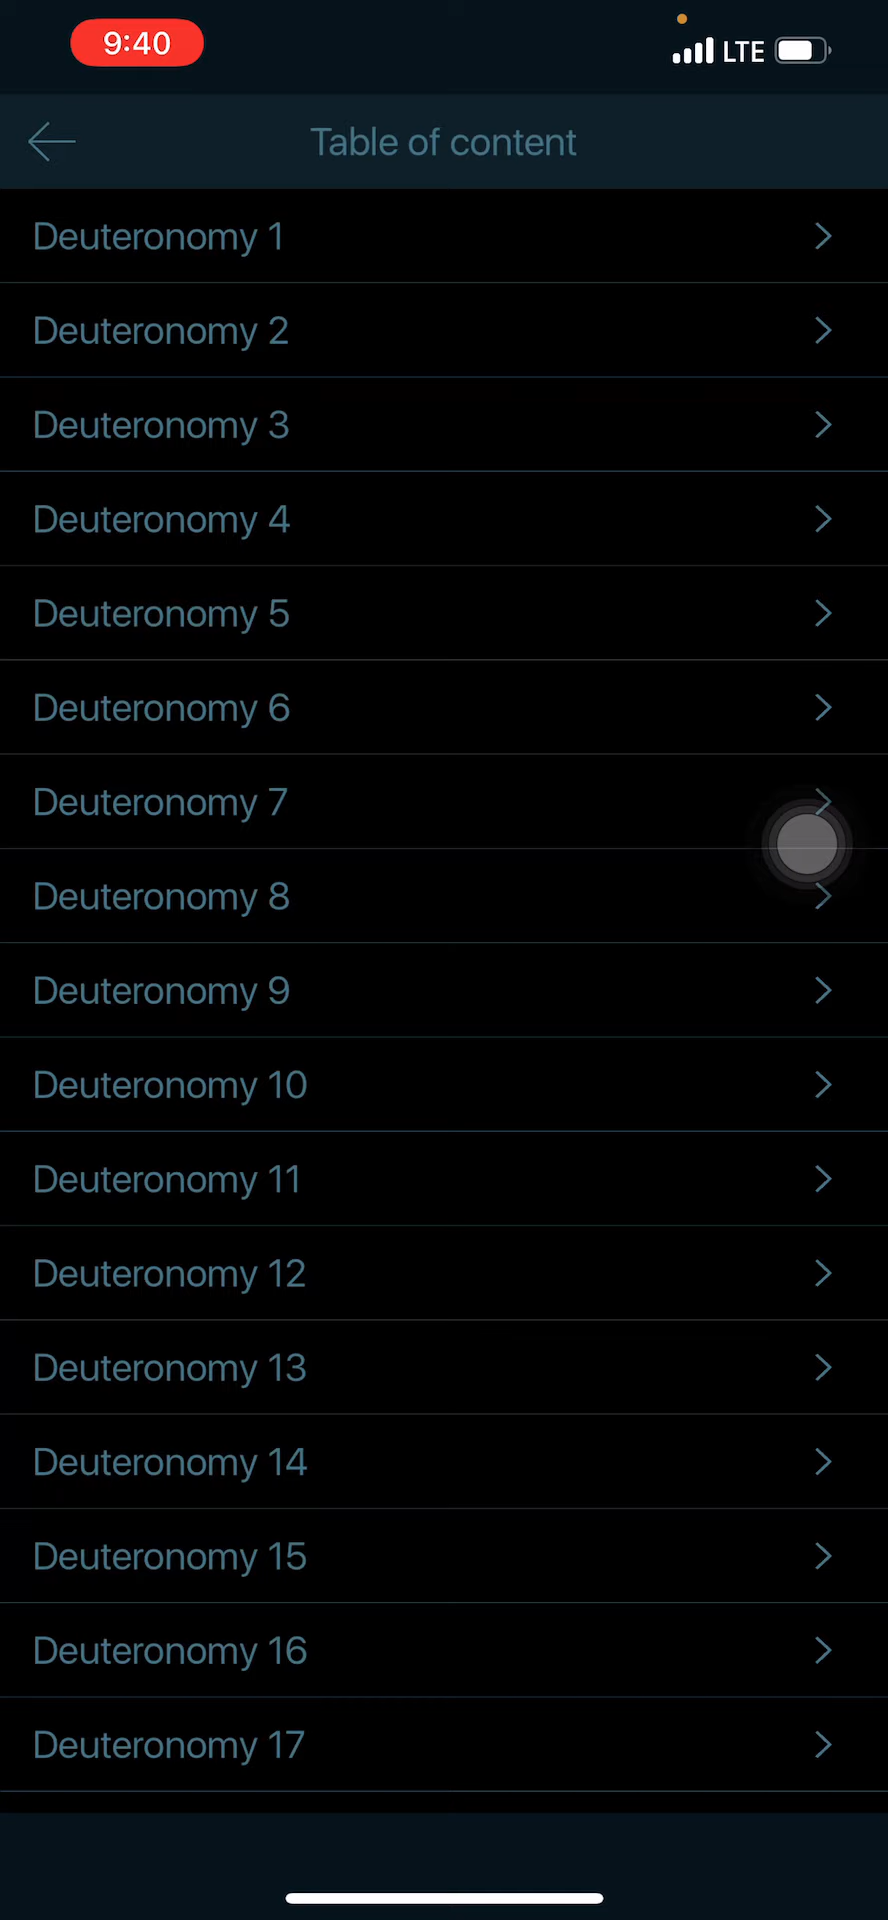 9:40
LTE
Table of content
Deuteronomy 1
Deuteronomy 2
Deuteronomy 3
Deuteronomy 4
Deuteronomy 5
Deuteronomy 6
Deuteronomy 7
Deuteronomy 8
Deuteronomy 9
Deuteronomy 10
Deuteronomy 11
Deuteronomy 12
Deuteronomy 13
Deuteronomy 14
Deuteronomy 15
Deuteronomy 16
Deuteronomy 17